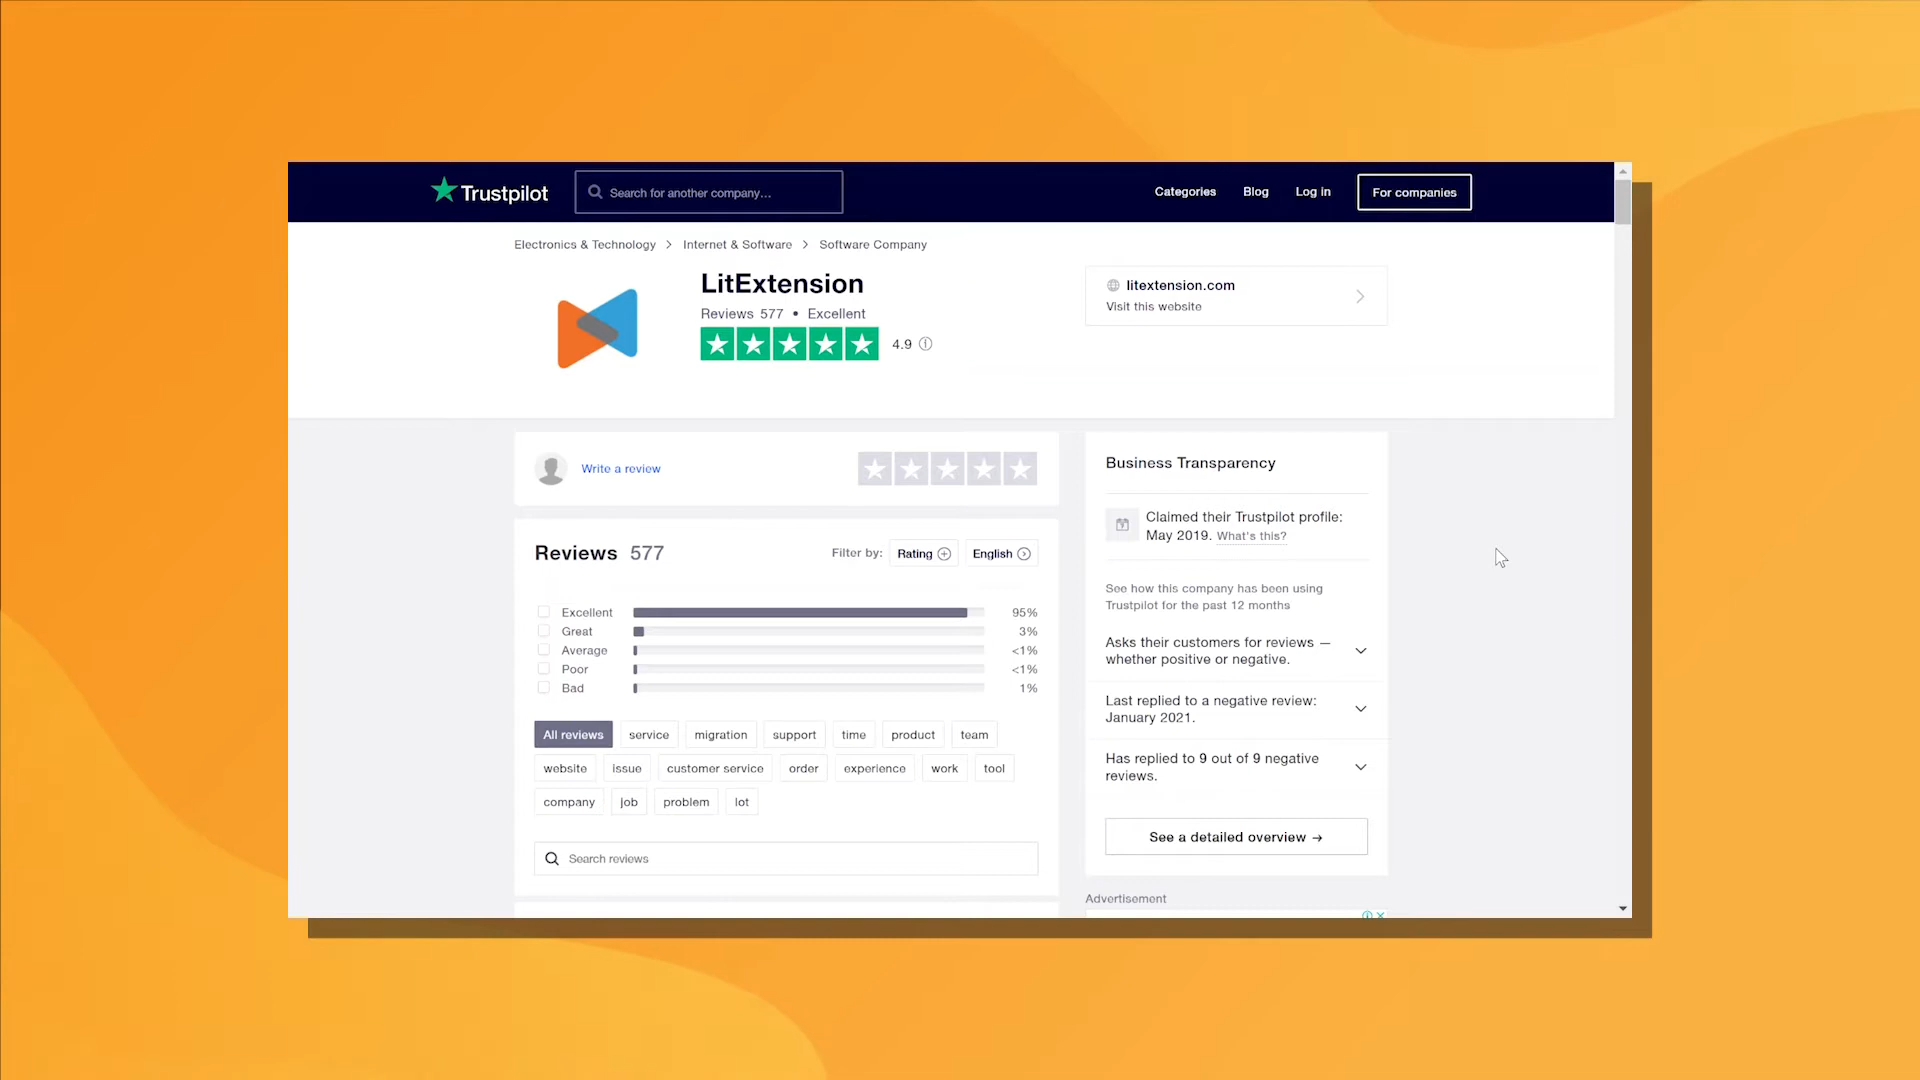 Trustpilot
Search for another company...
Categories
Blog
Log in
For companies
Electronics & Technology
Internet & Software
Software Company
LitExtension
Reviews 577 • Excellent
4.9
litextension.com
Visit this website
Write a review
Reviews 577
Filter by:
Rating
English
Excellent 95%
Great 3%
Average <1%
Poor <1%
Bad 1%
All reviews service migration support time product team
website issue customer service order experience work tool
company job problem lot
Search reviews
Business Transparency
Claimed their Trustpilot profile:
May 2019. What's this?
See how this company has been using
Trustpilot for the past 12 months
Asks their customers for reviews —
whether positive or negative.
Last replied to a negative review:
January 2021.
Has replied to 9 out of 9 negative
reviews.
See a detailed overview →
Advertisement